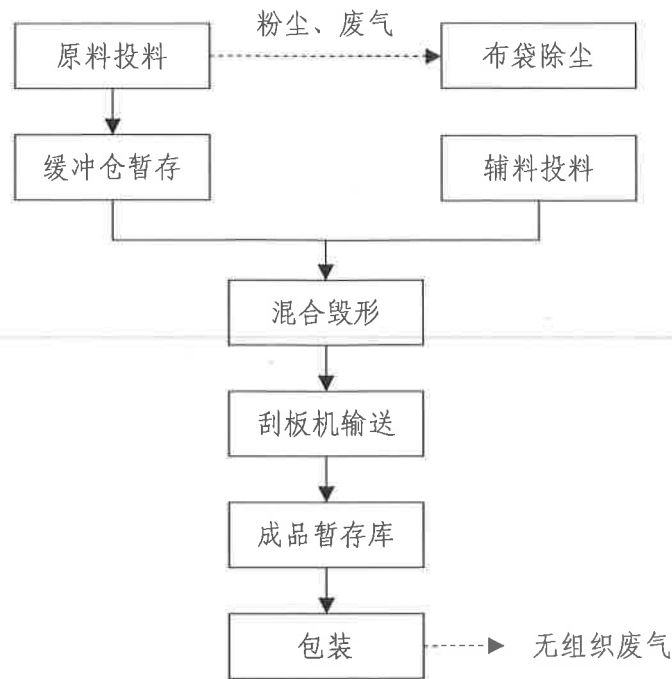 粉尘、废气
原料投料
布袋除尘
缓冲仓暂存
辅料投料
混合毁形
刮板机输送
成品暂存库
包装
无组织废气